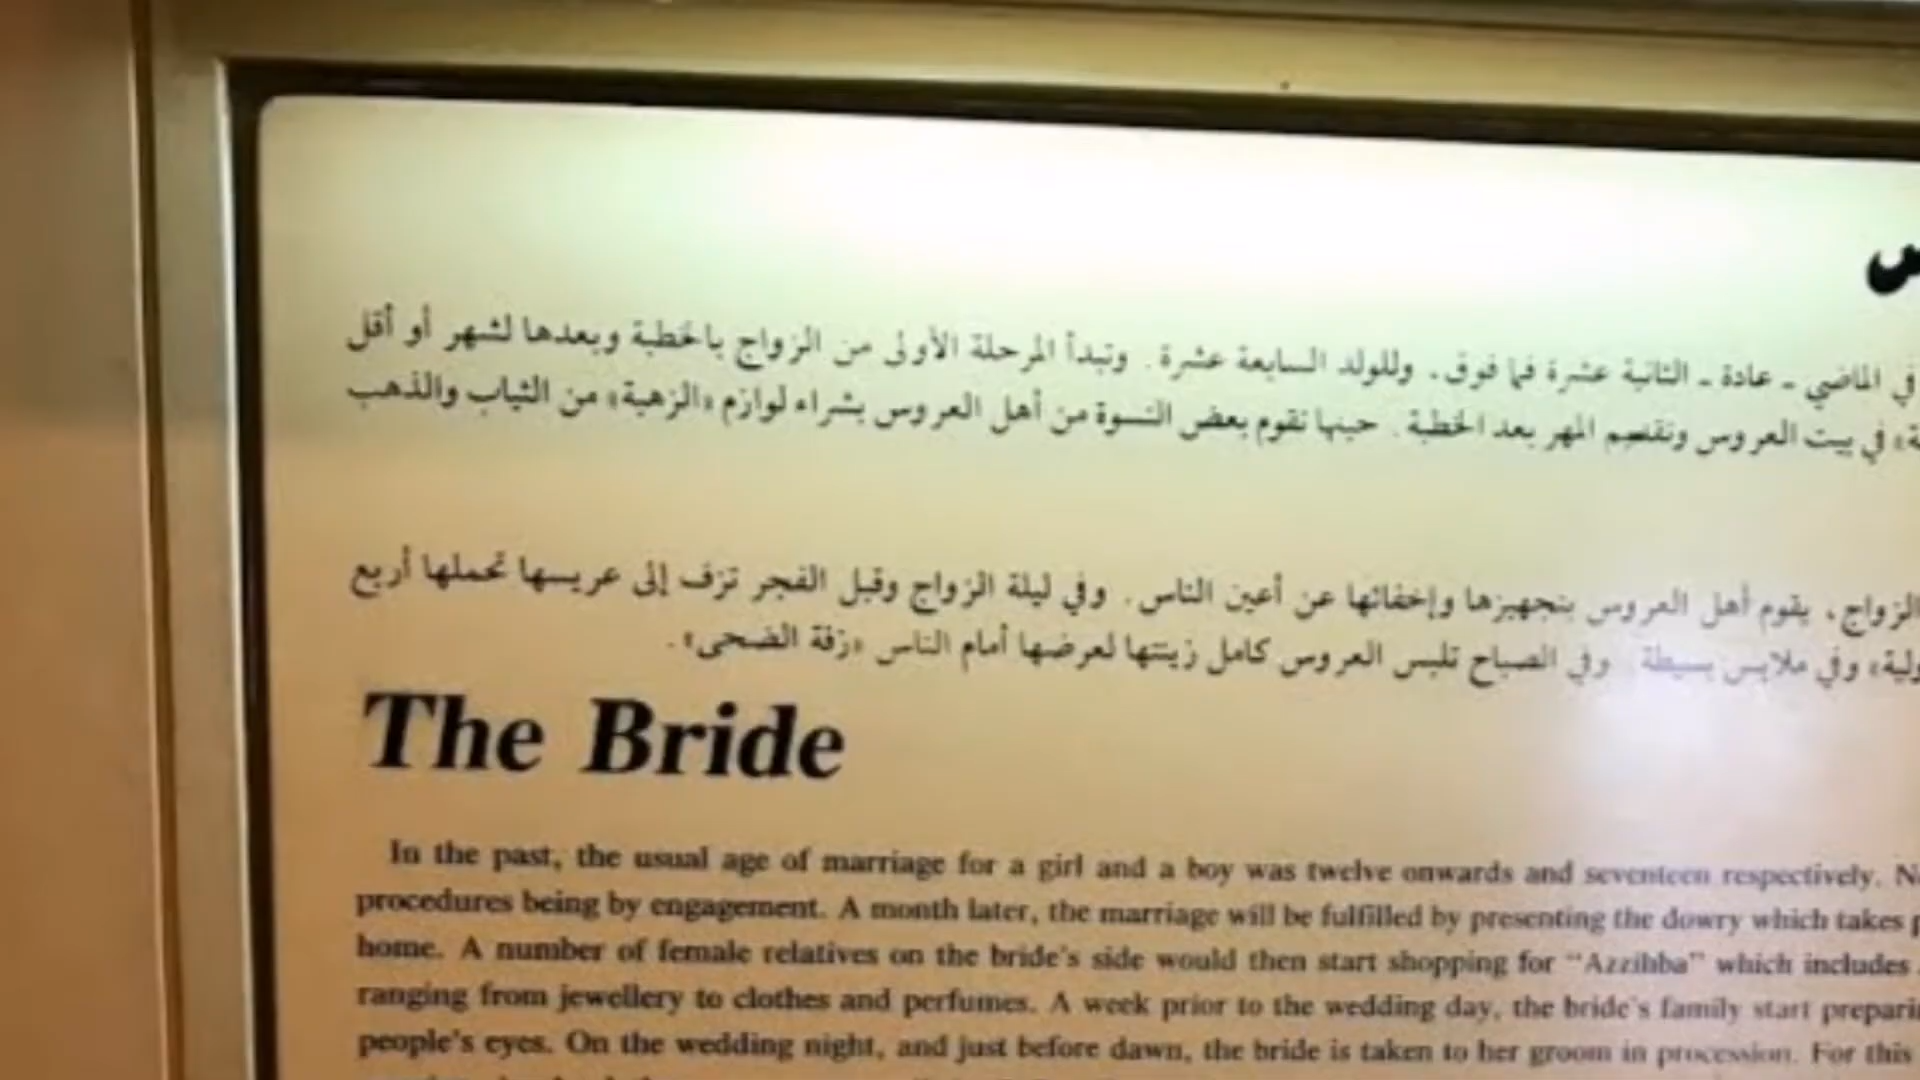 في الماضي ـ عادة ـ الثانية عشرة فما فوق، وللولد السابعة عشرة. وتبدأ المرحلة الأولى من الزواج بالخطبة وبعدها لشهر أو أقل
في بيت العروس وتقسم المهر بعد الخطبة. حينها تقوم بعض النسوة من أهل العروس بشراء لوازم «الزهبة» من الثياب والذهب
الزواج، يقوم أهل العروس بتجهيزها وإخفائها عن أعين الناس. وفي ليلة الزواج وقبل الفجر تزف إلى عريسها تحملها أربع
وفي ملابس بسيطة. وفي الصباح تلبس العروس كامل زينتها لعرضها أمام الناس «زفة الضحى».
The Bride
In the past, the usual age of marriage for a girl and a boy was twelve onwards and seventeen respectively.
procedures being by engagement. A month later, the marriage will be fulfilled by presenting the dowry which takes
home. A number of female relatives on the bride's side would then start shopping for "Azzihba" which includes
ranging from jewellery to clothes and perfumes. A week prior to the wedding day, the bride's family start
people's eyes. On the wedding night, and just before dawn, the bride is taken to her groom in procession. For this